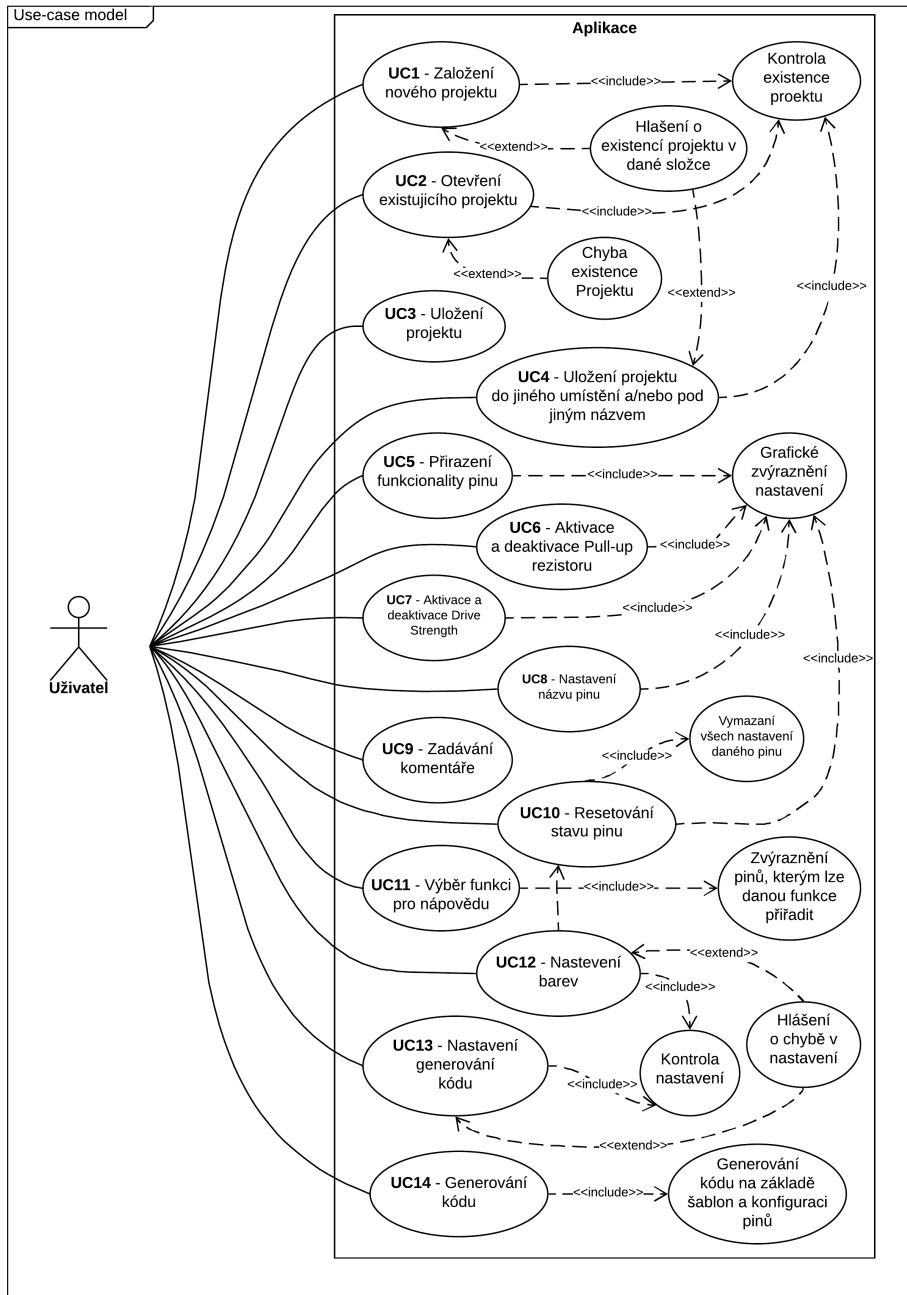 Use-case model
Aplikace
UC1 - Založení
nového projektu
<<include>>
Kontrola
existence
proektu
Hlašení o
existencí projektu v
dané složce
<<extend>>
UC2 - Otevření
existujicího projektu
<<include>>
Chyba
existence
Projektu
<<extend>>
<<extend>>
<<include>>
UC3 - Uložení
projektu
UC4 - Uložení projektu
do jiného umístění a/nebo pod
jiným názvem
UC5 - Přirazení
funkcionality pinu
<<include>>
Grafické
zvýraznění
nastavení
UC6 - Aktivace
a deaktivace Pull-up
rezistoru
<<include>>
UC7 - Aktivace a
deaktivace Drive
Strength
<<include>>
<<include>>
<<include>>
Uživatel
UC8 - Nastavení
názvu pinu
Vymazaní
všech nastavení
daného pinu
UC9 - Zadávání
komentáře
<<include>>
UC10 - Resetování
stavu pinu
UC11 - Výběr funkci
pro nápovědu
<<include>>
Zvýraznění
pinů, kterým lze
danou funkce
přiřadit
UC12 - Nastevení
barev
<<extend>>
<<include>>
Hlášení
o chybě v
nastavení
UC13 - Nastavení
generování
kódu
Kontrola
nastavení
<<include>>
<<extend>>
UC14 - Generování
kódu
<<include>>
Generování
kódu na základě
šablon a konfiguraci
pinů